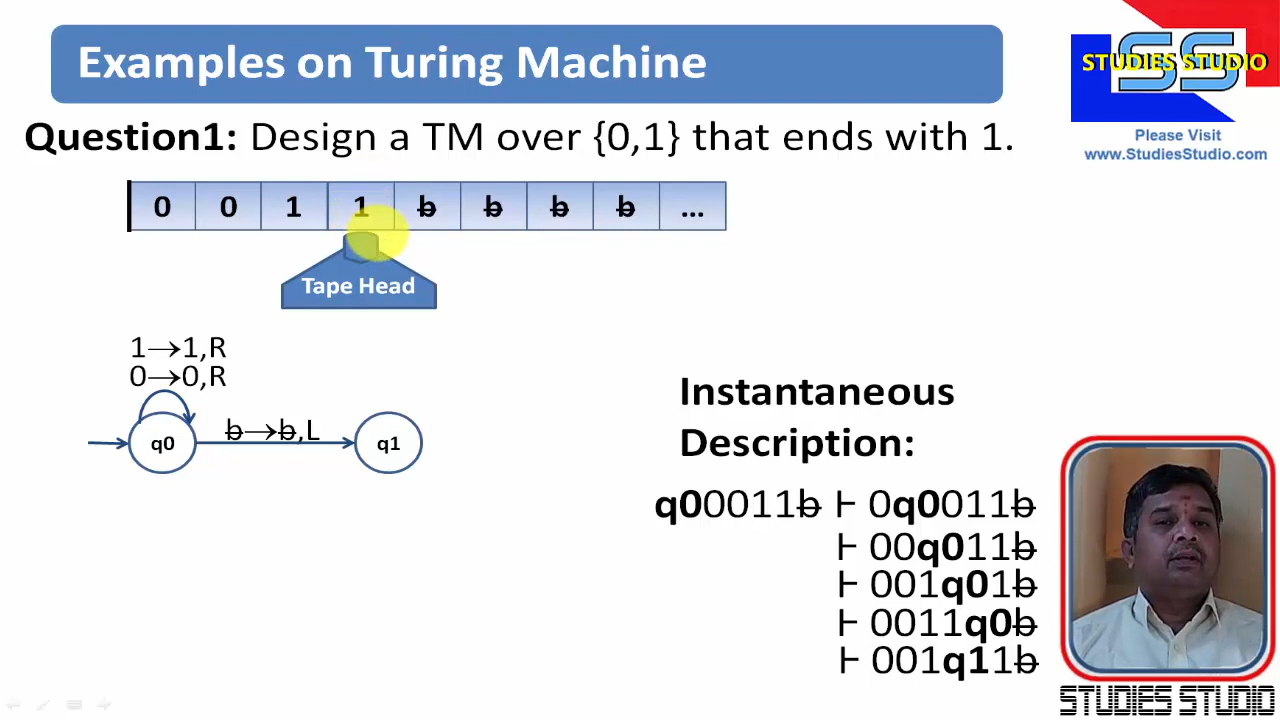 Examples on Turing Machine
SS
STUDIES STUDIO
Please Visit
www.StudiesStudio.com
Question1: Design a TM over {0,1} that ends with 1.
0 0 1 1 ƀ ƀ ƀ ƀ ...
Tape Head
1→1,R
0→0,R
ƀ→ƀ,L
q0 q1
Instantaneous
Description:
q00011ƀ ⊦ 0q0011ƀ
⊦ 00q011ƀ
⊦ 001q01ƀ
⊦ 0011q0ƀ
⊦ 001q11ƀ
STUDIES STUDIO